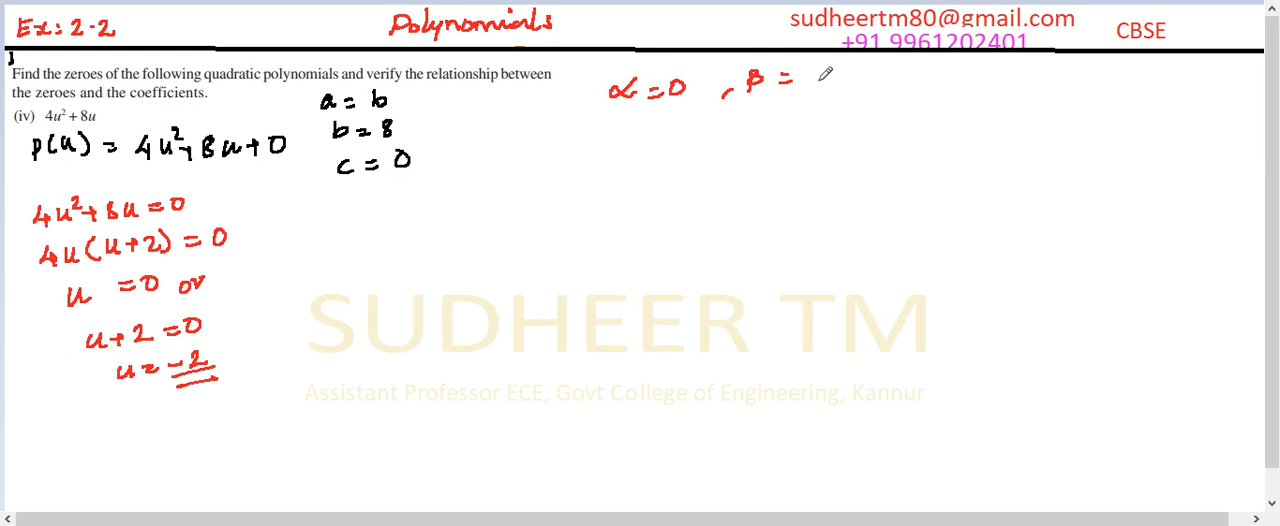 Ex: 2.2
Polynomials
sudheertm80@gmail.com
+91 9961202401
CBSE
1
Find the zeroes of the following quadratic polynomials and verify the relationship between
the zeroes and the coefficients.
(iv) 4u² + 8u
p(u) = 4u² + 8u + 0
a = b
b = 8
c = 0
4u² + 8u = 0
4u (u+2) = 0
u = 0 or
u + 2 = 0
u = -2
α = 0 , β =
SUDHEER TM
Assistant Professor ECE, Govt College of Engineering, Kannur